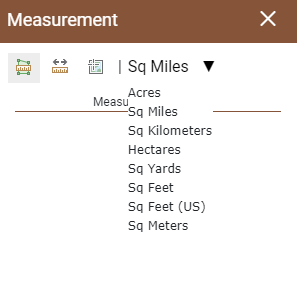 Measurement
| Sq Miles
Acres
Measu
Sq Miles
Sq Kilometers
Hectares
Sq Yards
Sq Feet
Sq Feet (US)
Sq Meters